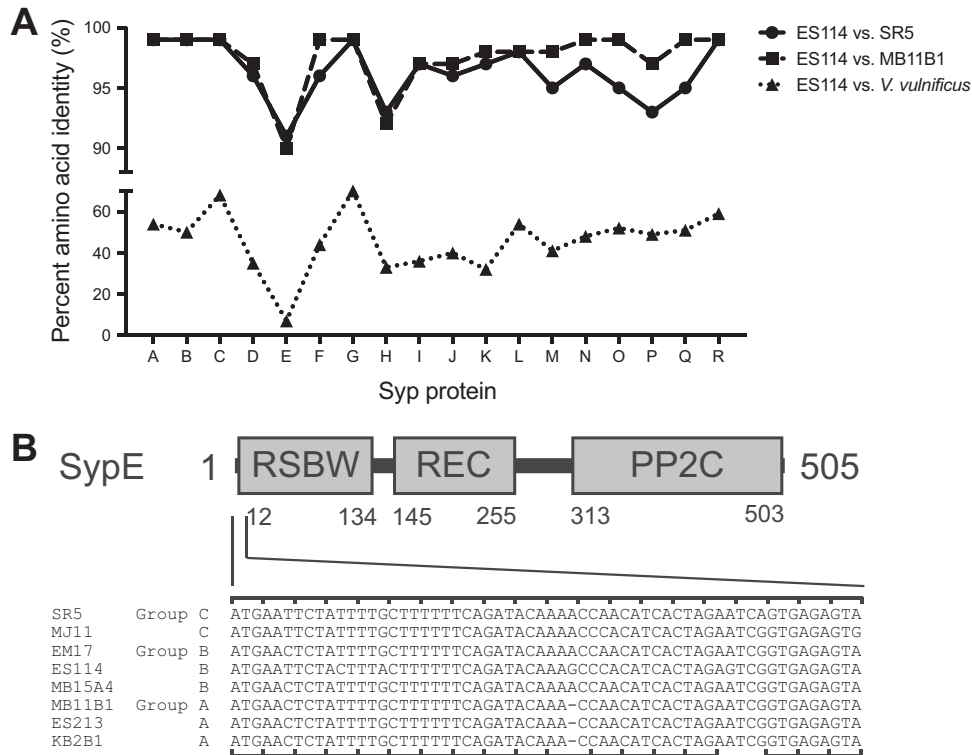 A
Percent amino acid identity (%)
100
95
90
60
40
20
0
A B C D E F G H I J K L M N O P Q R
Syp protein
ES114 vs. SR5
ES114 vs. MB11B1
ES114 vs. V. vulnificus
B
SypE 1 RSBW REC PP2C 505
12 134 145 255 313 503
SR5 Group C ATGAATTCTATTTTGCTTTTTTCAGATACAAAACCAACATCACTAGAATCAGTGAGAGTA
MJ11 C ATGAACTCTATTTTGCTTTTTTCAGATACAAAACCCACATCACTAGAATCGGTGAGAGTG
EM17 Group B ATGAACTCTATTTTGCTTTTTTCAGATACAAAACCAACATCACTAGAATCGGTGAGAGTA
ES114 B ATGAATTCTACTTTACTTTTTTCAGATACAAAGCCCACATCACTAGAGTCGGTGAGAGTA
MB15A4 B ATGAACTCTATTTTGCTTTTTTCAGATACAAAACCAACATCACTAGAATCGGTGAGAGTA
MB11B1 Group A ATGAACTCTATTTTGCTTTTTTCAGATACAAA-CCAACATCACTAGAATCGGTGAGAGTA
ES213 A ATGAACTCTATTTTGCTTTTTTCAGATACAAA-CCAACATCACTAGAATCGGTGAGAGTA
KB2B1 A ATGAACTCTATTTTGCTTTTTTCAGATACAAA-CCAACATCACTAGAATCGGTGAGAGTA